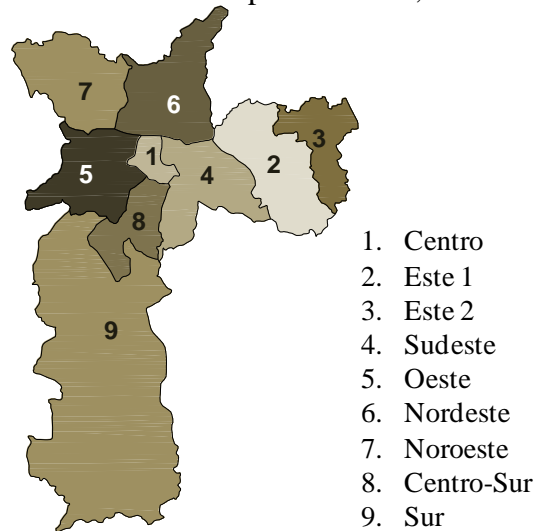 7
6
3
1
2
5
4
8
9
1. Centro
2. Este 1
3. Este 2
4. Sudeste
5. Oeste
6. Nordeste
7. Noroeste
8. Centro-Sur
9. Sur